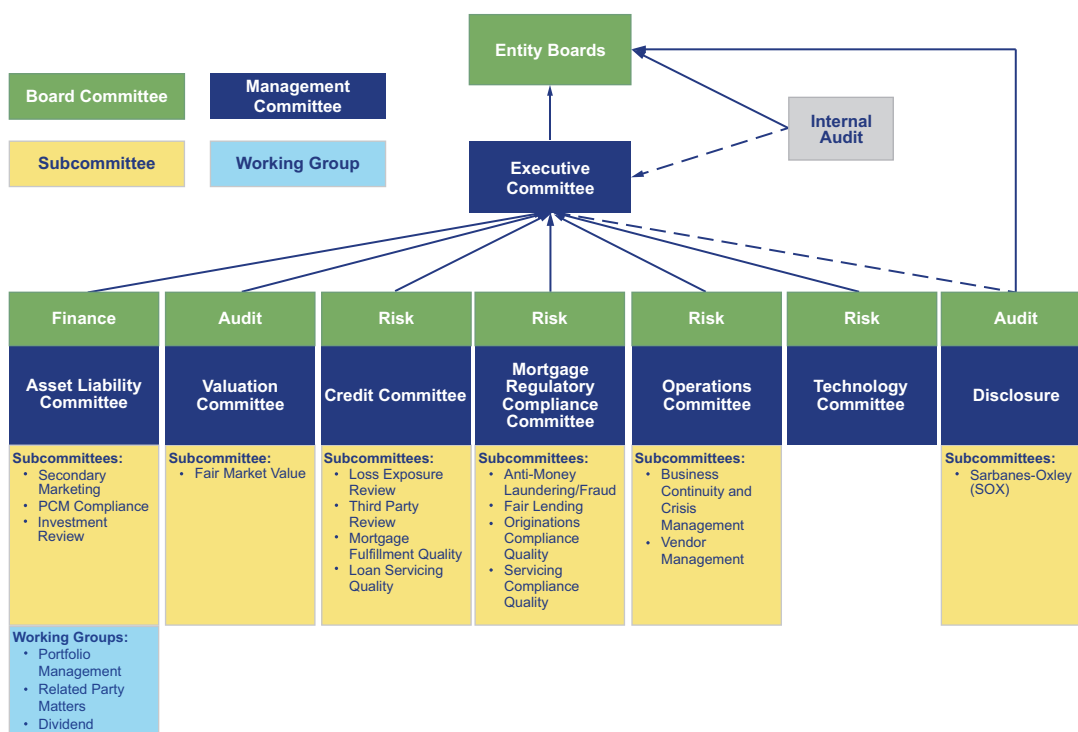 Entity Boards
Board Committee
Management
Committee
Internal
Audit
Subcommittee
Working Group
Executive
Committee
Finance
Audit
Risk
Risk
Risk
Risk
Audit
Asset Liability
Committee
Valuation
Committee
Credit Committee
Mortgage
Regulatory
Compliance
Committee
Operations
Committee
Technology
Committee
Disclosure
Subcommittees:
• Secondary
Marketing
• PCM Compliance
• Investment
Review
Subcommittee:
• Fair Market Value
Subcommittees:
• Loss Exposure
Review
• Third Party
Review
• Mortgage
Fulfillment Quality
• Loan Servicing
Quality
Subcommittees:
• Anti-Money
Laundering/Fraud
• Fair Lending
• Originations
Compliance
Quality
• Servicing
Compliance
Quality
Subcommittees:
• Business
Continuity and
Crisis
Management
• Vendor
Management
Subcommittees:
• Sarbanes-Oxley
(SOX)
Working Groups:
• Portfolio
Management
• Related Party
Matters
• Dividend